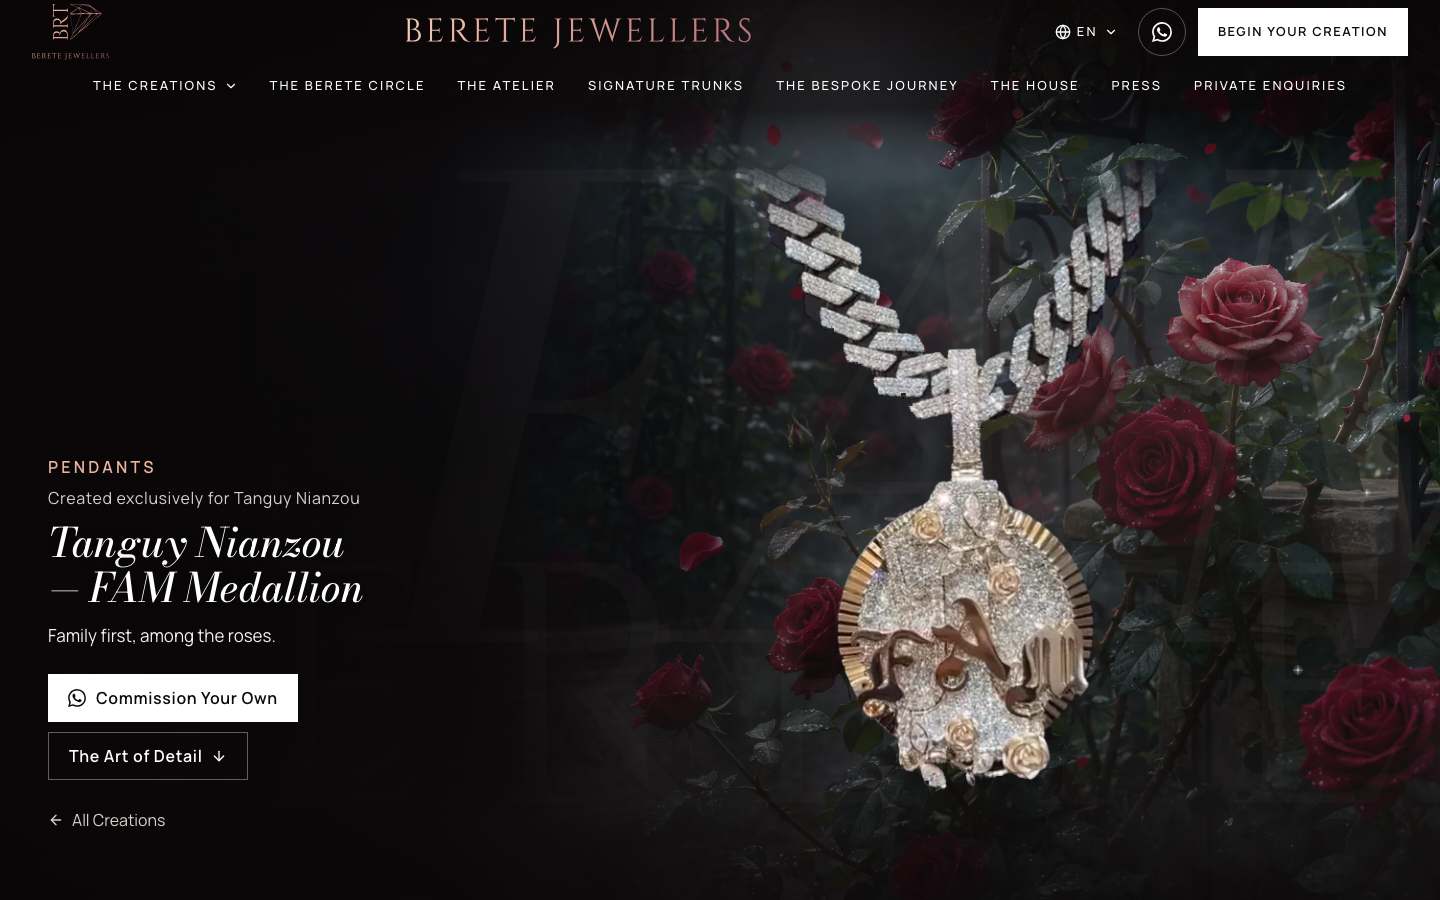 BRT
BERETE JEWELLERS
BERETE JEWELLERS
EN
BEGIN YOUR CREATION
THE CREATIONS
THE BERETE CIRCLE
THE ATELIER
SIGNATURE TRUNKS
THE BESPOKE JOURNEY
THE HOUSE
PRESS
PRIVATE ENQUIRIES
PENDANTS
Created exclusively for Tanguy Nianzou
Tanguy Nianzou
— FAM Medallion
Family first, among the roses.
Commission Your Own
The Art of Detail
All Creations
FAM